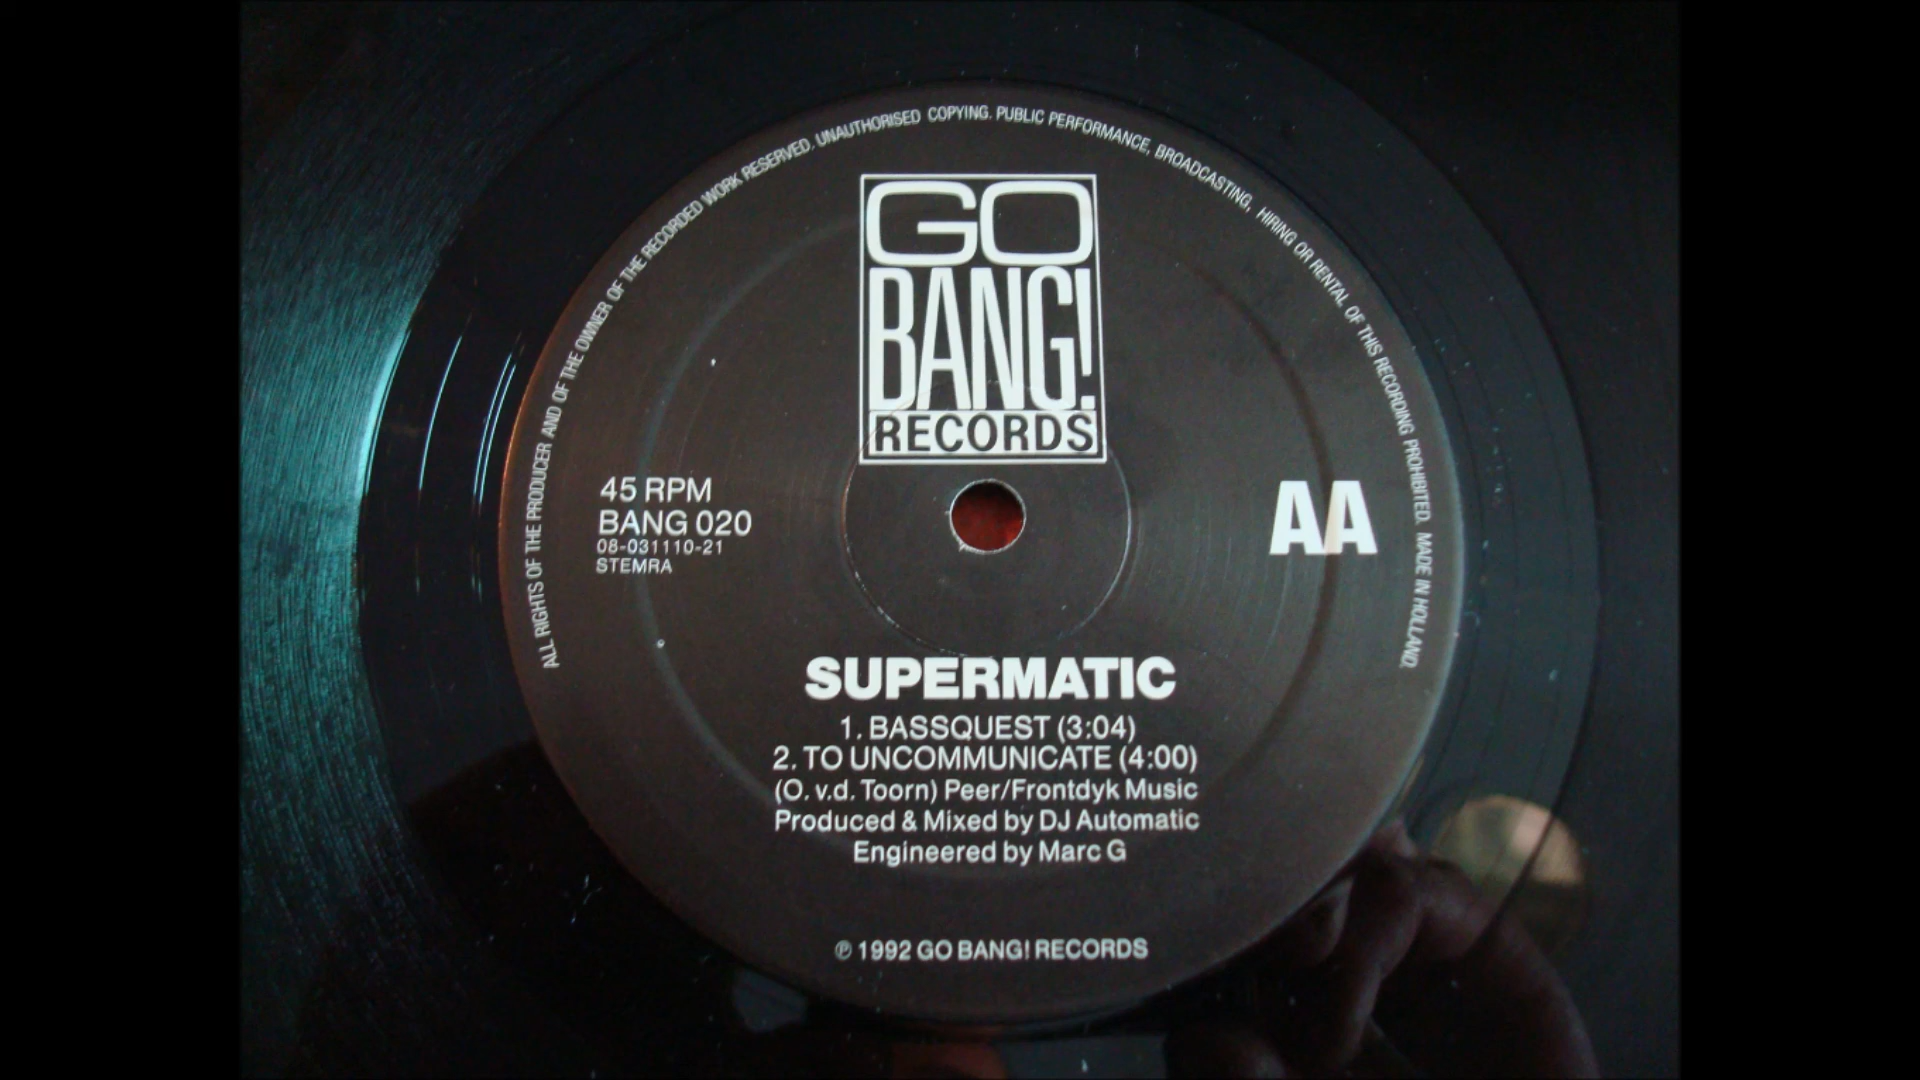 ALL RIGHTS OF THE PRODUCER AND OF THE OWNER OF THE RECORDED WORK RESERVED. UNAUTHORISED COPYING. PUBLIC PERFORMANCE, BROADCASTING, HIRING OR RENTAL OF THIS RECORDING PROHIBITED. MADE IN HOLLAND.
GO
BANG!
RECORDS
45 RPM
BANG 020
08-031110-21
STEMRA
AA
SUPERMATIC
1. BASSQUEST (3:04)
2. TO UNCOMMUNICATE (4:00)
(O. v.d. Toorn) Peer/Frontdyk Music
Produced & Mixed by DJ Automatic
Engineered by Marc G
℗ 1992 GO BANG! RECORDS